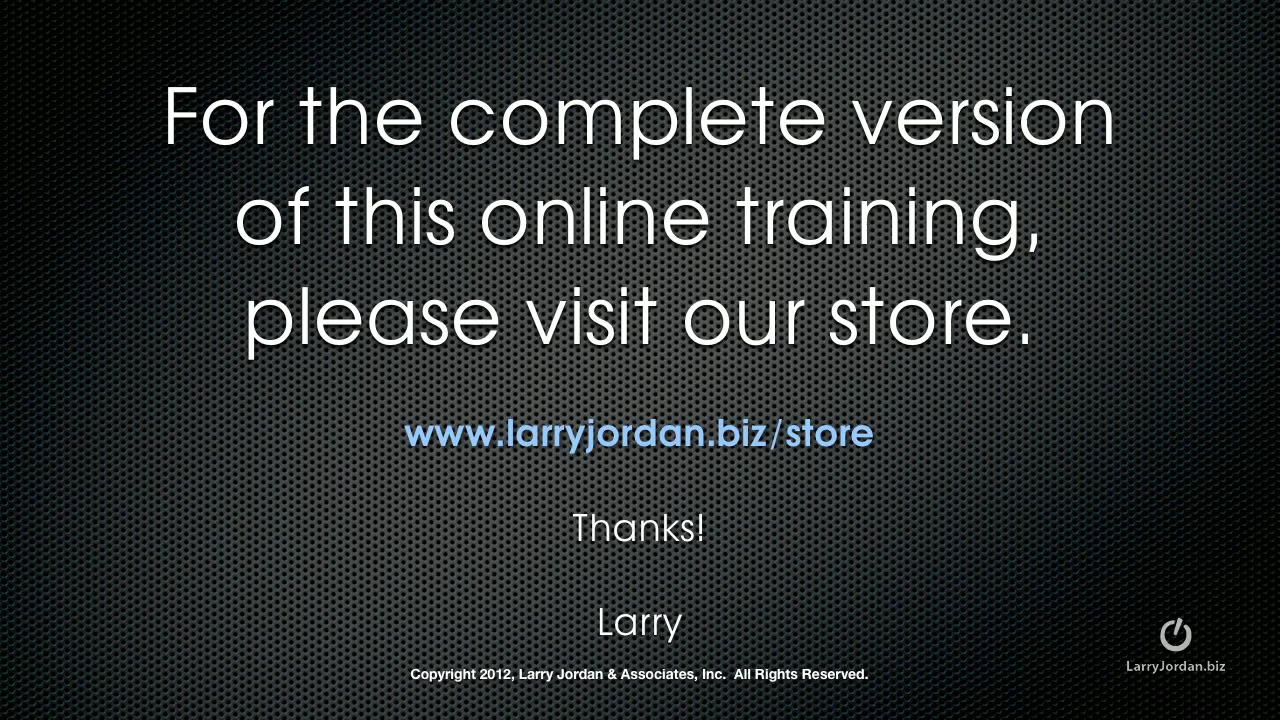 For the complete version
of this online training,
please visit our store.
www.larryjordan.biz/store
Thanks!
Larry
Copyright 2012, Larry Jordan & Associates, Inc.  All Rights Reserved.
LarryJordan.biz